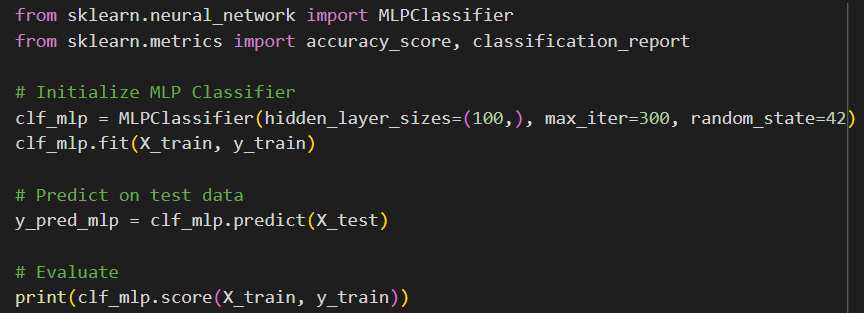 from sklearn.neural_network import MLPClassifier
from sklearn.metrics import accuracy_score, classification_report
# Initialize MLP Classifier
clf_mlp = MLPClassifier(hidden_layer_sizes=(100,), max_iter=300, random_state=42)
clf_mlp.fit(X_train, y_train)
# Predict on test data
y_pred_mlp = clf_mlp.predict(X_test)
# Evaluate
print(clf_mlp.score(X_train, y_train))